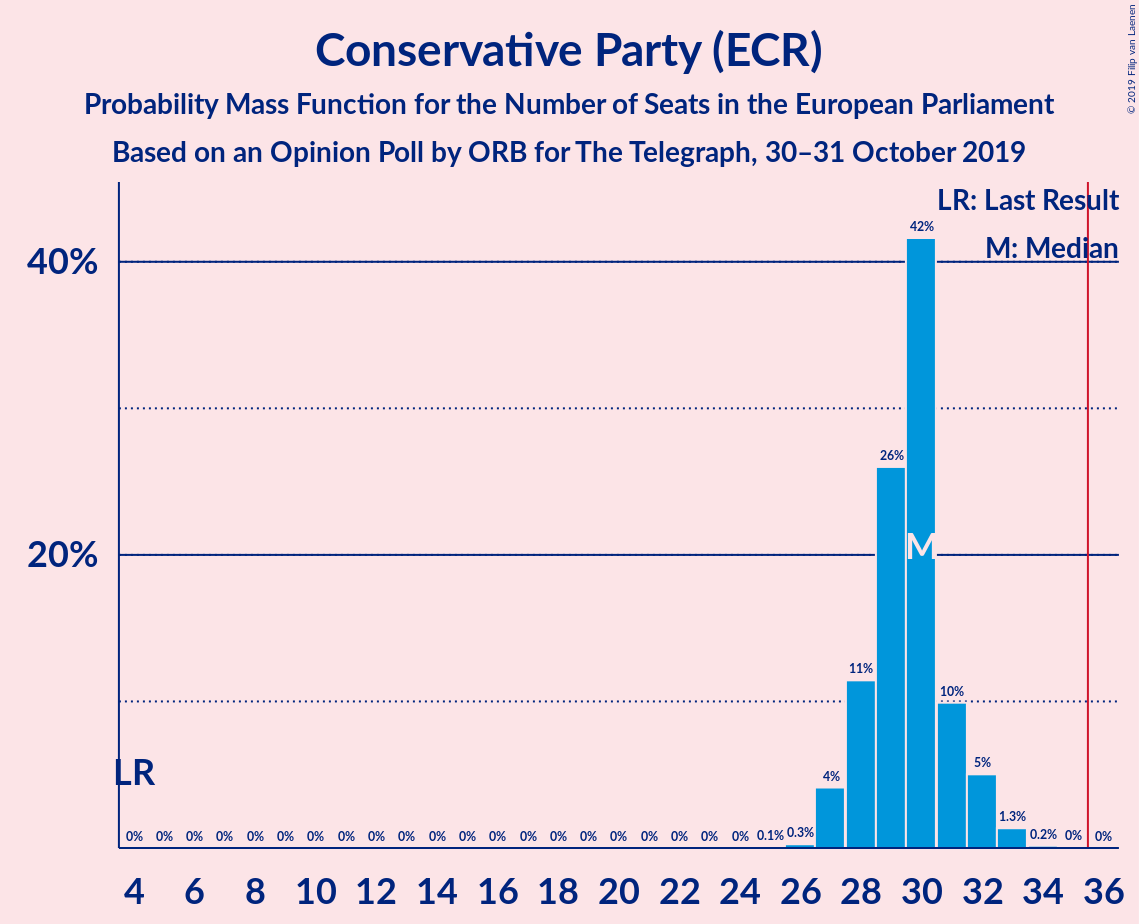 Conservative Party (ECR)
Probability Mass Function for the Number of Seats in the European Parliament
Based on an Opinion Poll by ORB for The Telegraph, 30–31 October 2019
© 2019 Filip van Laenen
LR: Last Result
M: Median
40%
20%
42%
26%
M
11%
10%
LR
5%
4%
1.3%
0% 0% 0% 0% 0% 0% 0% 0% 0% 0% 0% 0% 0% 0% 0% 0% 0% 0% 0% 0% 0% 0.1% 0.3% 0.2% 0% 0%
4 6 8 10 12 14 16 18 20 22 24 26 28 30 32 34 36